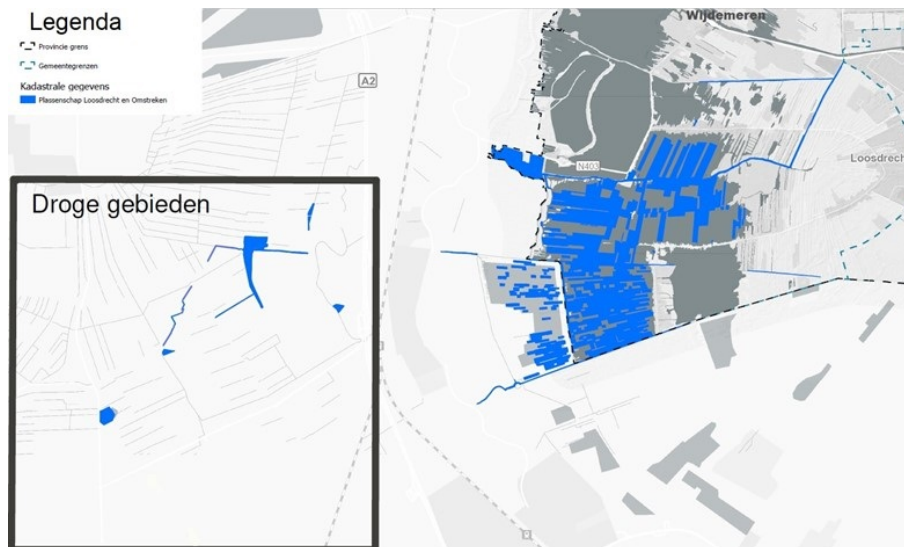 Legenda
Provincie grens
Gemeentegrenzen
Kadastrale gegevens
Plassenschap Loosdrecht en Omstreken
Wijdemeren
A2
N403
Loosdrech
Droge gebieden